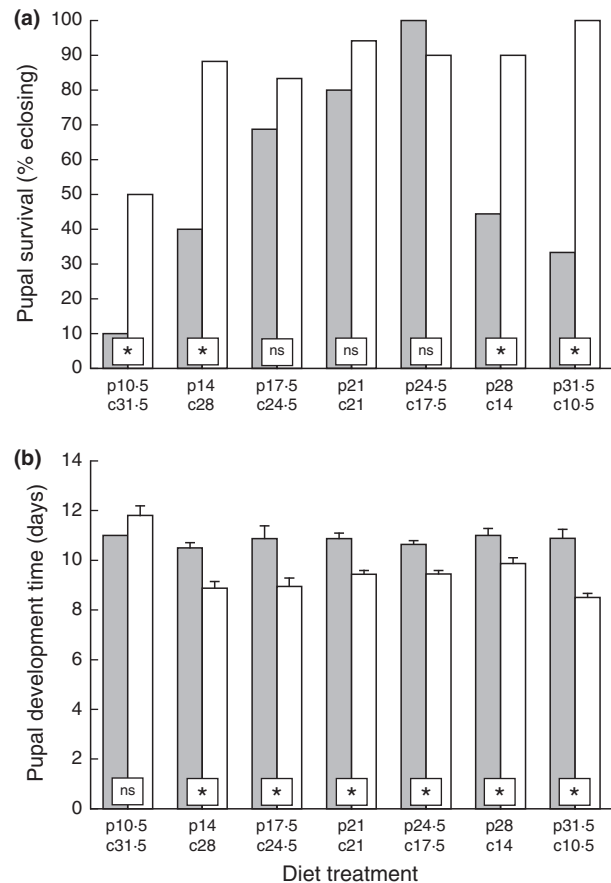 (a)
Pupal survival (% eclosing)
100
90
80
70
60
50
40
30
20
10
0
* * ns ns ns * *
p10·5 p14 p17·5 p21 p24·5 p28 p31·5
c31·5 c28 c24·5 c21 c17·5 c14 c10·5
(b)
Pupal development time (days)
14
12
10
8
6
4
2
0
ns * * * * * *
p10·5 p14 p17·5 p21 p24·5 p28 p31·5
c31·5 c28 c24·5 c21 c17·5 c14 c10·5
Diet treatment